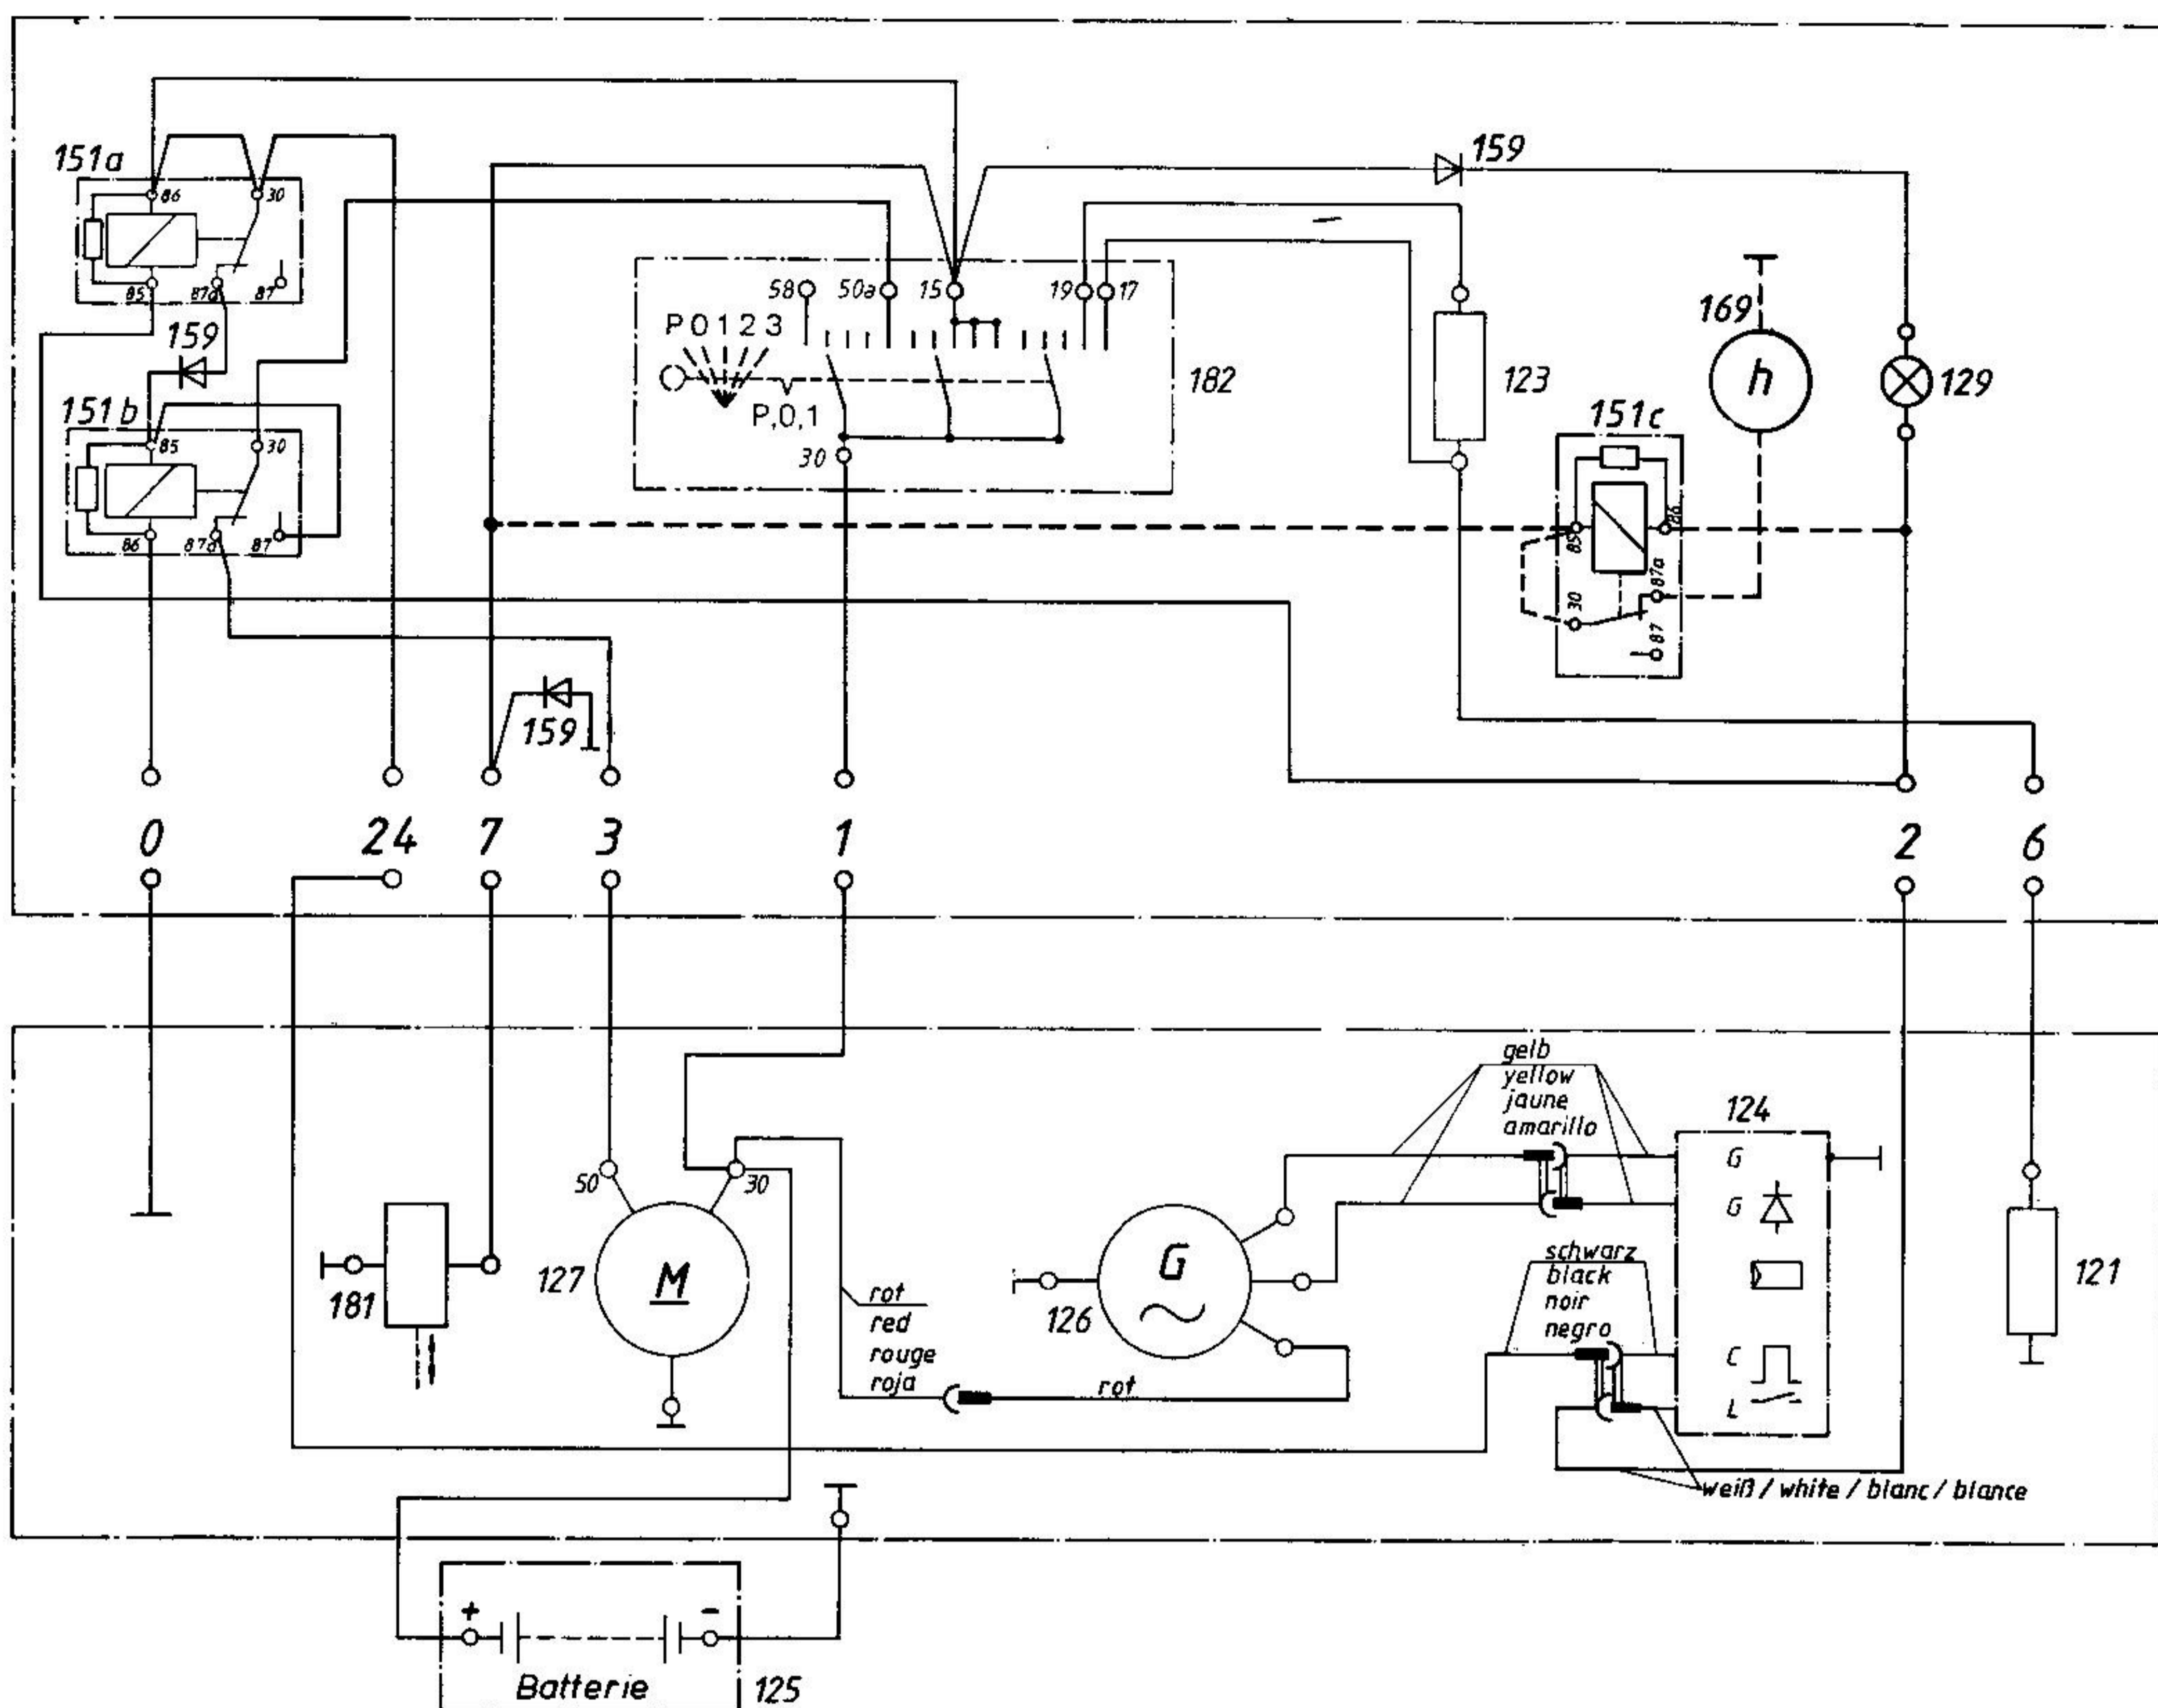 151a
86
30
85
87a
87
159
151b
85
30
86
87a
87
58
50a
15
19
17
P 0 1 2 3
P,0,1
30
182
159
123
169
h
129
151c
85
86
30
87a
87
159
0
24
7
3
1
2
6
50
30
127
M
181
rot
red
rouge
roja
rot
G
126
gelb
yellow
jaune
amarillo
schwarz
black
noir
negro
124
G
G
C
L
weiß / white / blanc / blance
121
+
-
Batterie
125